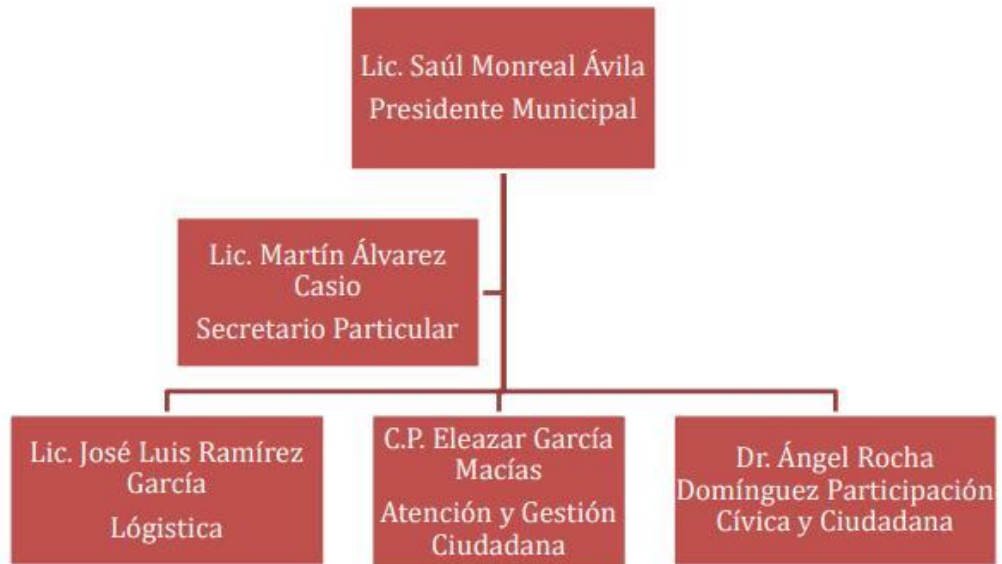 Lic. Saúl Monreal Ávila
Presidente Municipal
Lic. Martín Álvarez
Casio
Secretario Particular
Lic. José Luis Ramírez
García
Lógistica
C.P. Eleazar García
Macías
Atención y Gestión
Ciudadana
Dr. Ángel Rocha
Domínguez Participación
Cívica y Ciudadana